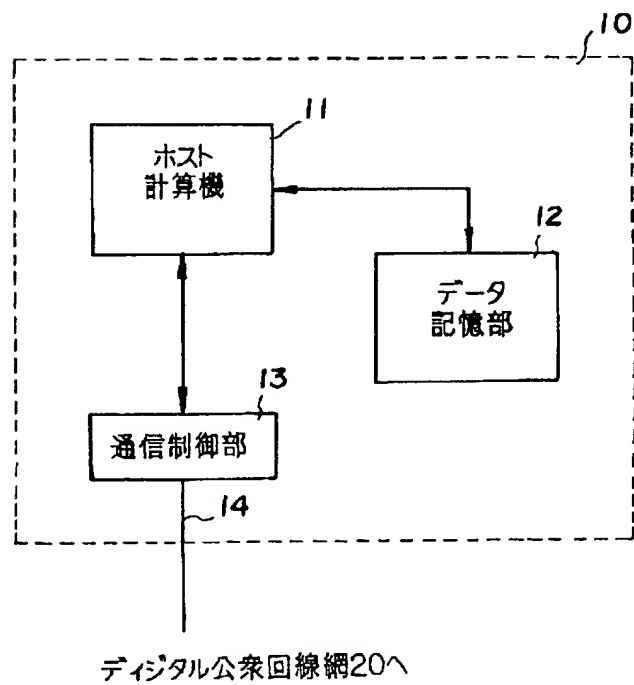 10
11
ホスト
計算機
12
データ
記憶部
13
通信制御部
14
ディジタル公衆回線網20へ